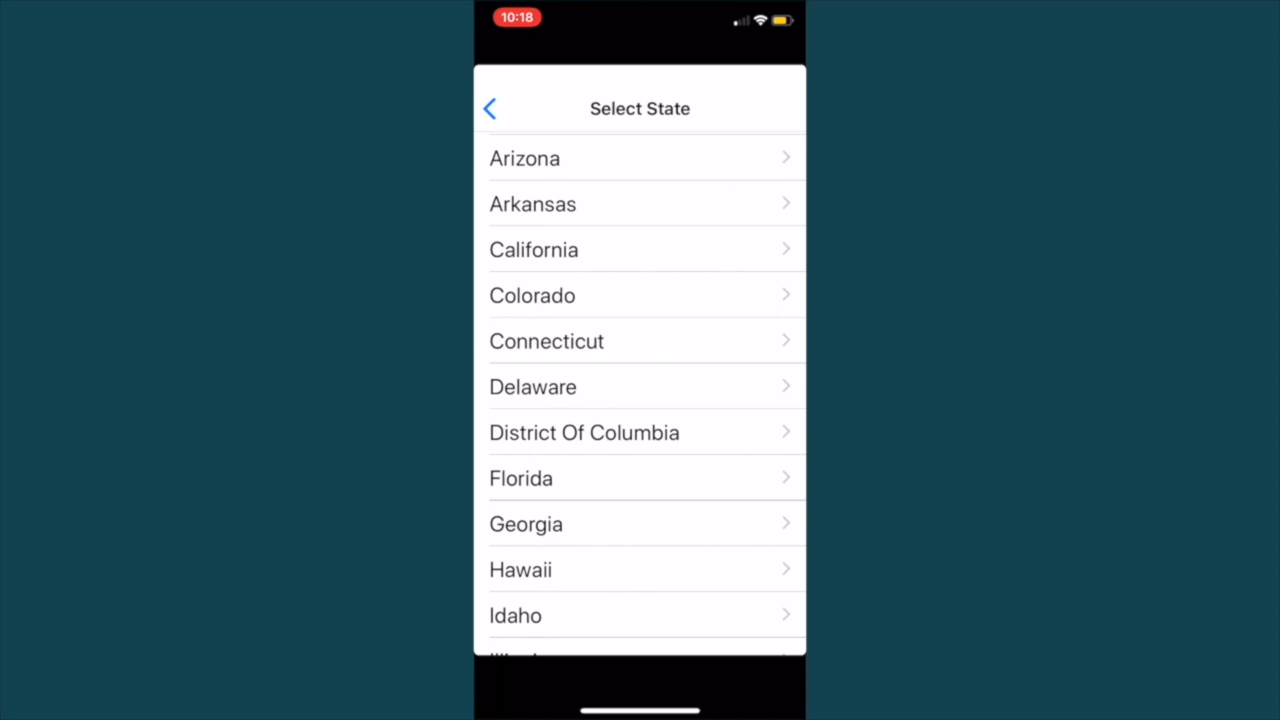 10:18
Select State
Arizona
Arkansas
California
Colorado
Connecticut
Delaware
District Of Columbia
Florida
Georgia
Hawaii
Idaho